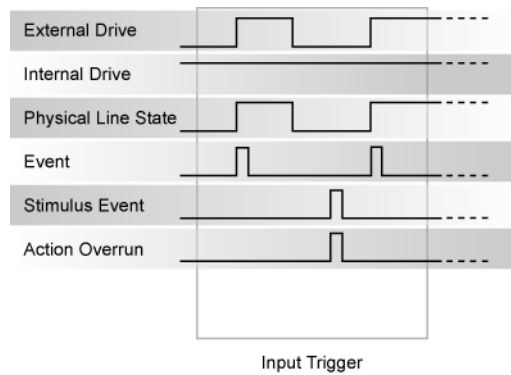 External Drive
Internal Drive
Physical Line State
Event
Stimulus Event
Action Overrun
Input Trigger